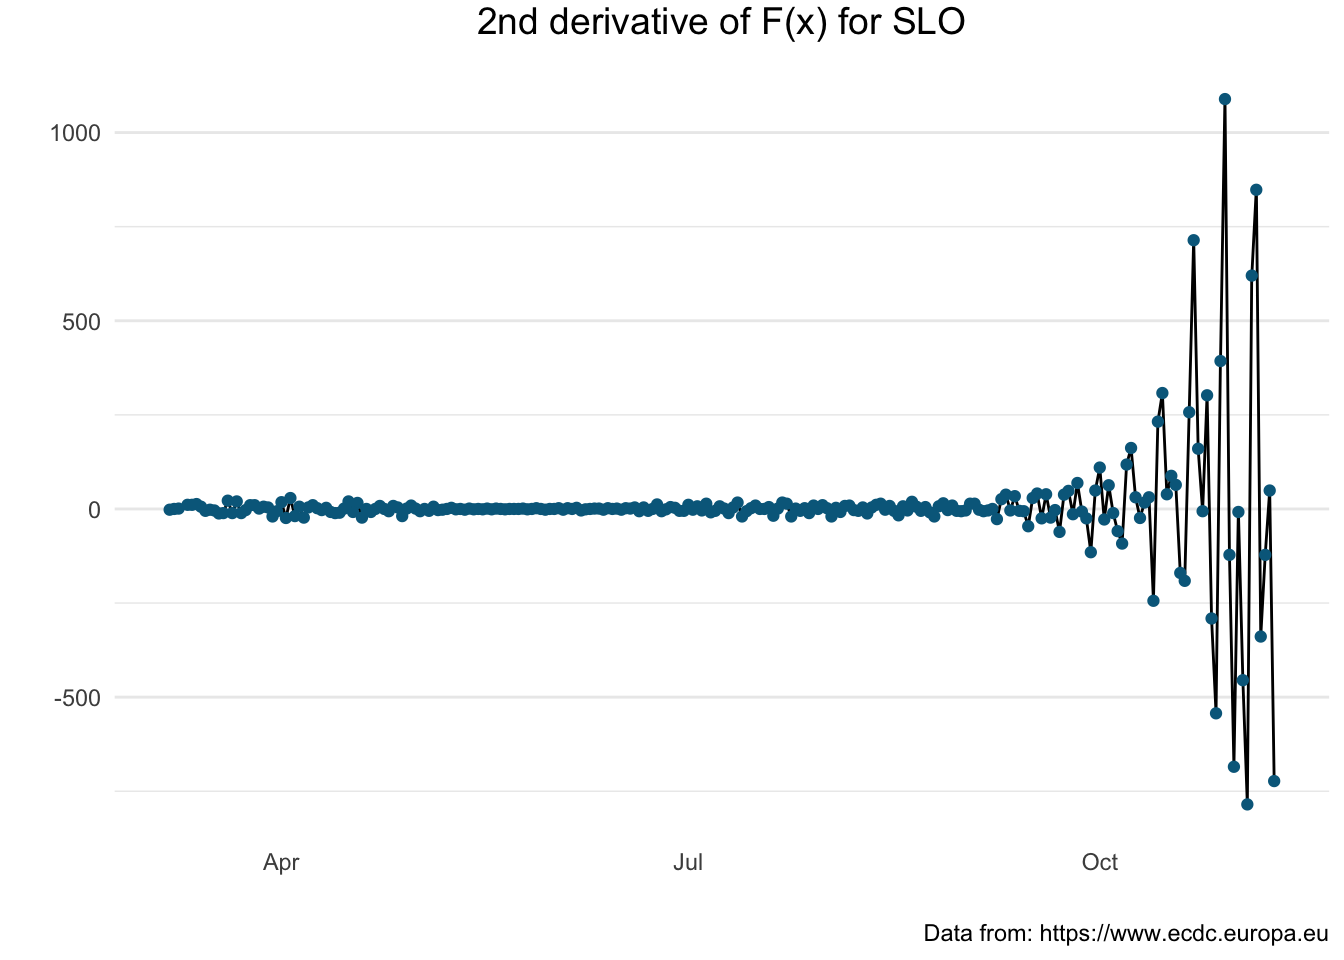 2nd derivative of F(x) for SLO
1000
500
0
-500
Apr Jul Oct
Data from: https://www.ecdc.europa.eu